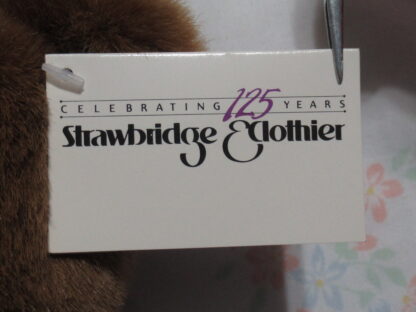 CELEBRATING 125 YEARS
Strawbridge & Clothier